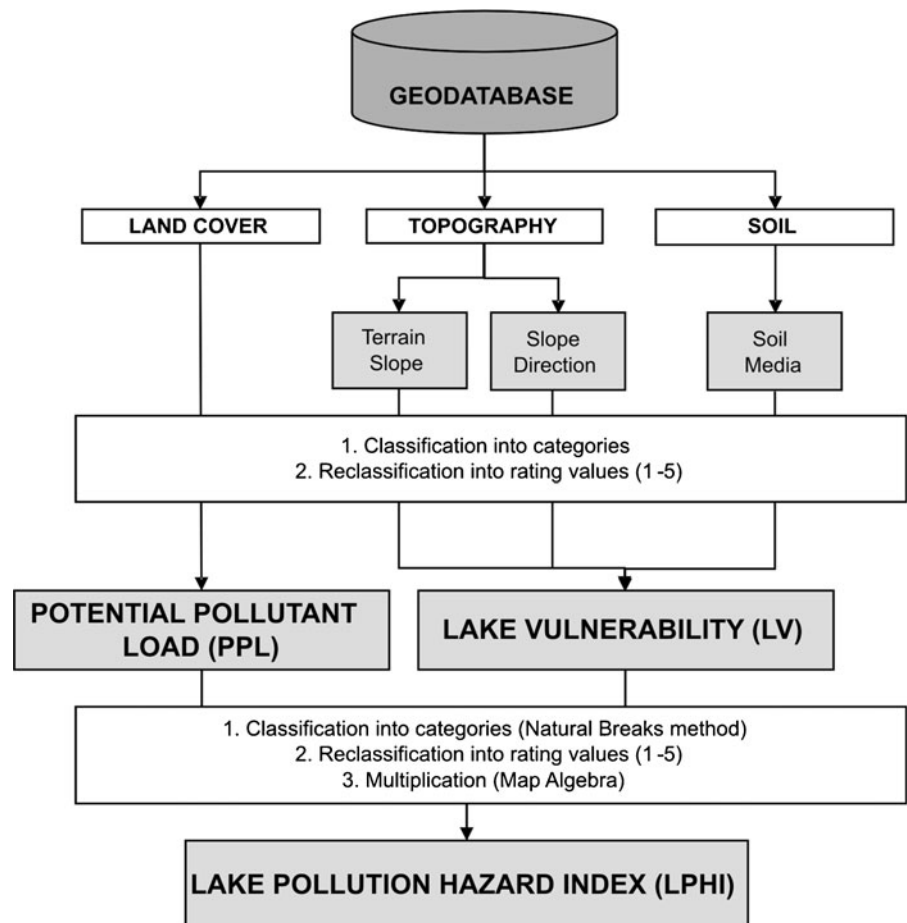 GEODATABASE
LAND COVER
TOPOGRAPHY
SOIL
Terrain
Slope
Slope
Direction
Soil
Media
1. Classification into categories
2. Reclassification into rating values (1-5)
POTENTIAL POLLUTANT
LOAD (PPL)
LAKE VULNERABILITY (LV)
1. Classification into categories (Natural Breaks method)
2. Reclassification into rating values (1-5)
3. Multiplication (Map Algebra)
LAKE POLLUTION HAZARD INDEX (LPHI)